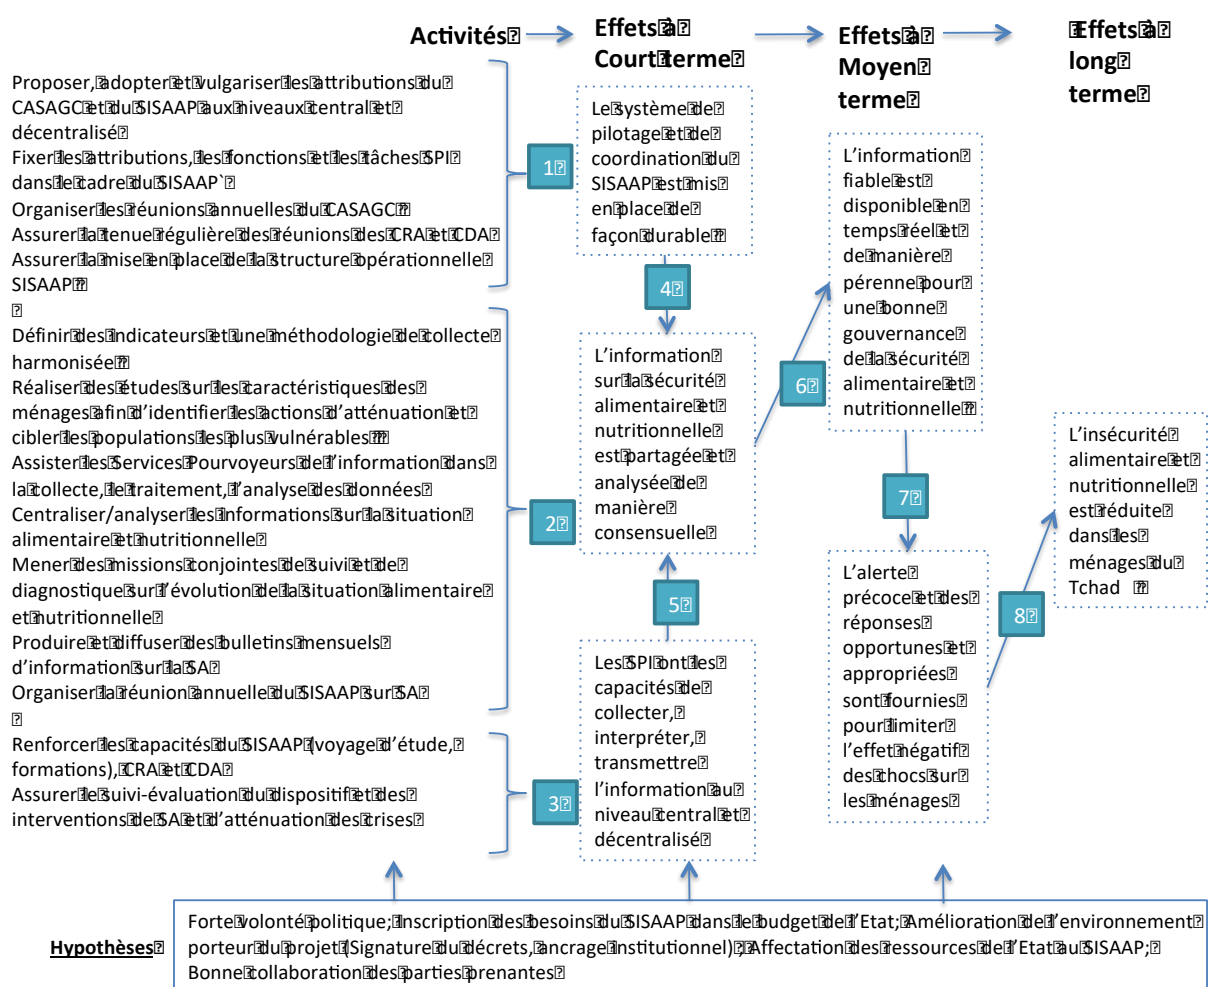 Activités
Effets à
Court terme
Effets à
Moyen
terme
Effets à
long
terme
Proposer, adopter et vulgariser les attributions du
CASAGC et du SISAAP aux niveaux central et
décentralisé
Fixer les attributions, les fonctions et les tâches SPI
dans le cadre du SISAAP`
Organiser les réunions annuelles du CASAGC
Assurer la tenue régulière des réunions des CRA et CDA
Assurer la mise en place de la structure opérationnelle
SISAAP
Définir des indicateurs et une méthodologie de collecte
harmonisée
Réaliser des études sur les caractéristiques des
ménages afin d'identifier les actions d'atténuation et
cibler les populations les plus vulnérables
Assister les Services Pourvoyeurs de l'information dans
la collecte, le traitement, l'analyse des données
Centraliser/analyser les informations sur la situation
alimentaire et nutritionnelle
Mener des missions conjointes de suivi et de
diagnostique sur l'évolution de la situation alimentaire
et nutritionnelle
Produire et diffuser des bulletins mensuels
d'information sur la SA
Organiser la réunion annuelle du SISAAP sur SA
Renforcer les capacités du SISAAP (voyage d'étude,
formations), CRA et CDA
Assurer le suivi-évaluation du dispositif et des
interventions de SA et d'atténuation des crises
1
2
3
Le système de
pilotage et de
coordination du
SISAAP est mis
en place de
façon durable
4
L'information
sur la sécurité
alimentaire et
nutritionnelle
est partagée et
analysée de
manière
consensuelle
5
Les SPI ont les
capacités de
collecter,
interpréter,
transmettre
l'information au
niveau central et
décentralisé
6
L'information
fiable est
disponible en
temps réel et
de manière
pérenne pour
une bonne
gouvernance
de la sécurité
alimentaire et
nutritionnelle
7
L'alerte
précoce et des
réponses
opportunes et
appropriées
sont fournies
pour limiter
l'effet négatif
des chocs sur
les ménages
8
L'insécurité
alimentaire et
nutritionnelle
est réduite
dans les
ménages du
Tchad
Hypothèses
Forte volonté politique; Inscription des besoins du SISAAP dans le budget de l'Etat; Amélioration de l'environnement
porteur du projet (Signature du décrets, ancrage institutionnel) ; Affectation des ressources de l'Etat au SISAAP;
Bonne collaboration des parties prenantes